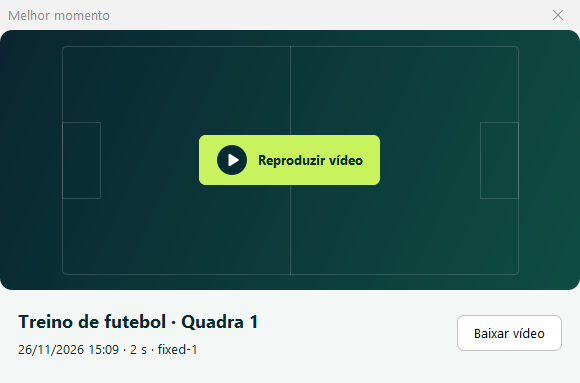 Melhor momento
Reproduzir vídeo
Treino de futebol · Quadra 1
26/11/2026 15:09 · 2 s · fixed-1
Baixar vídeo